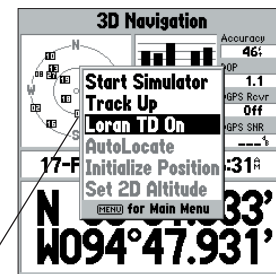 3D Navigation
Accuracy
46
1.1
DGPS Rcvr
Off
DGPS SNR
N
Start Simulator
Track Up
Loran TD On
AutoLocate
Initialize Position
Set 2D Altitude
MENU for Main Menu
17-F
:31
N 33'
W094°47.931'